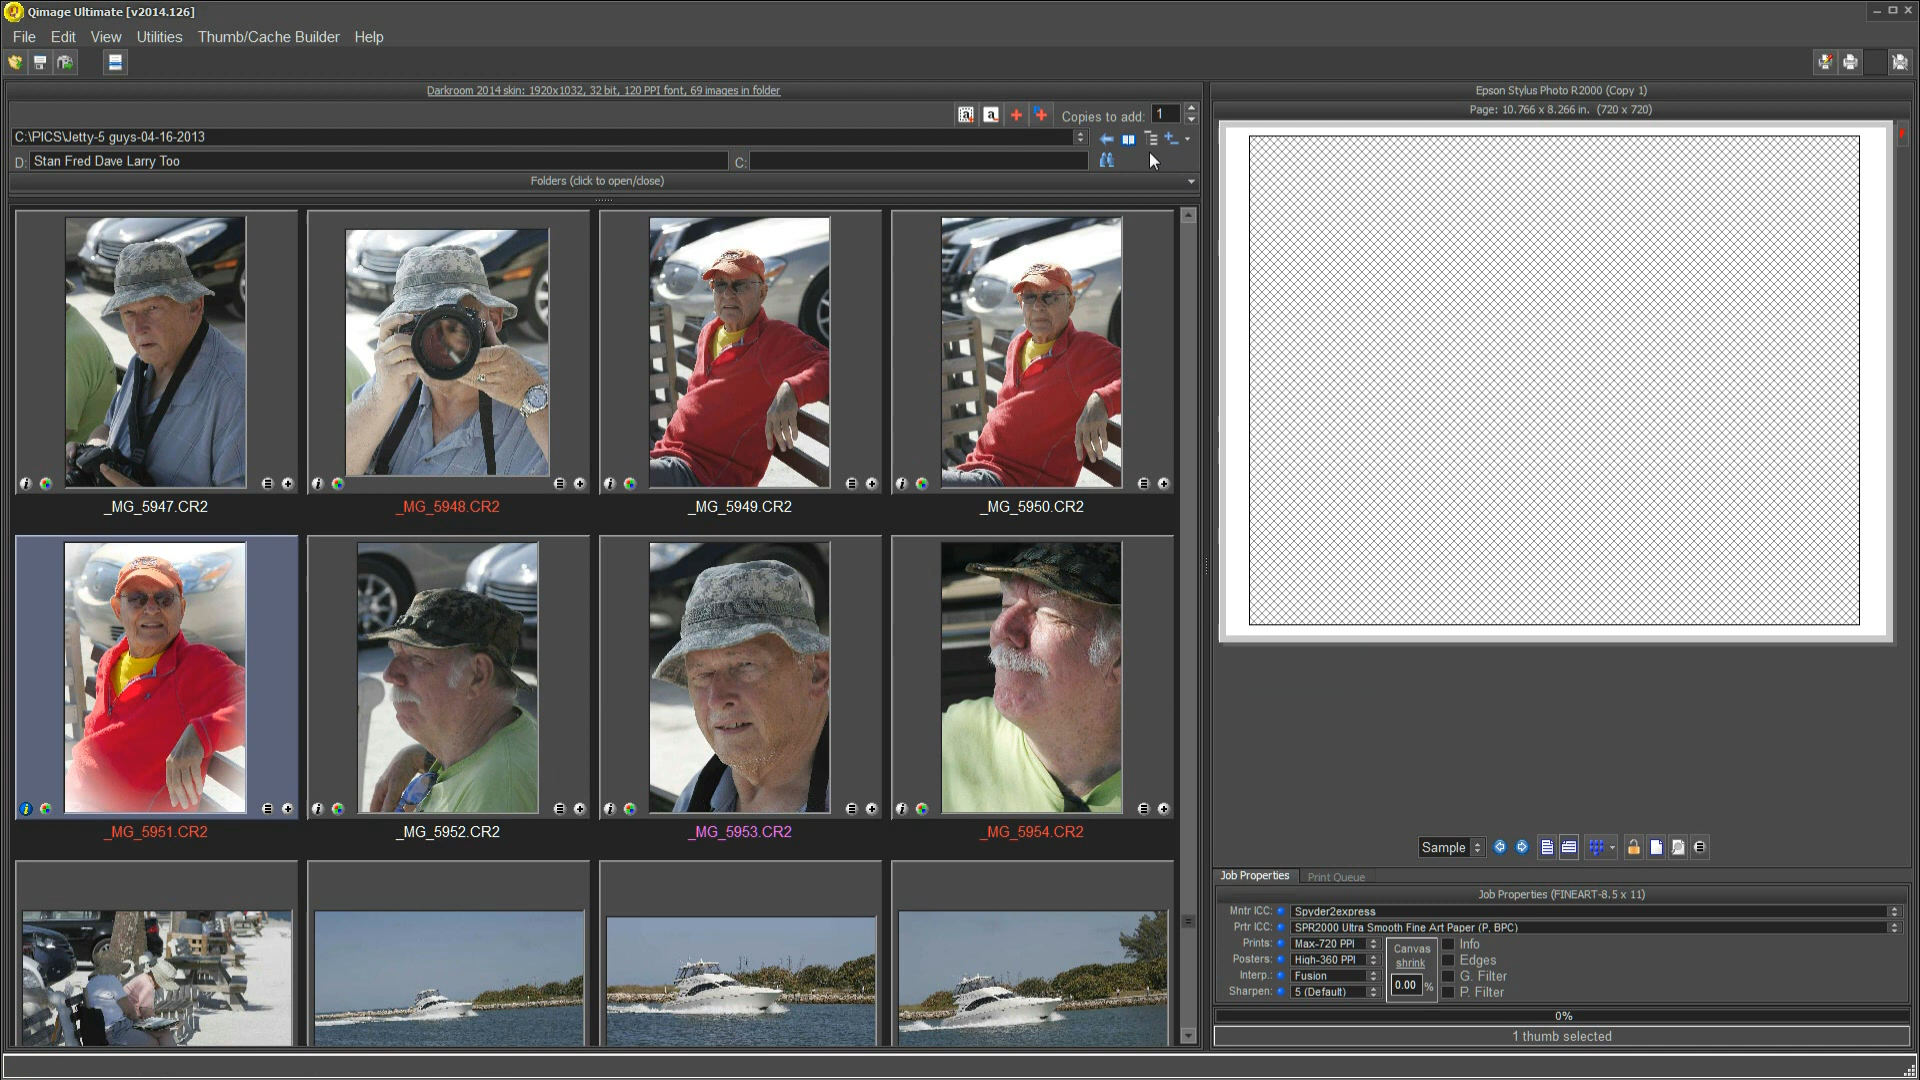 Qimage Ultimate [v2014.126]
File Edit View Utilities Thumb/Cache Builder Help
Darkroom 2014 skin: 1920x1032, 32 bit, 120 PPI font, 69 images in folder
Copies to add: 1
C:\PICS\Jetty-5 guys-04-16-2013
D: Stan Fred Dave Larry Too C:
Folders (click to open/close)
_MG_5947.CR2 _MG_5948.CR2 _MG_5949.CR2 _MG_5950.CR2
_MG_5951.CR2 _MG_5952.CR2 _MG_5953.CR2 _MG_5954.CR2
Epson Stylus Photo R2000 (Copy 1)
Page: 10.766 x 8.266 in. (720 x 720)
Sample
Job Properties Print Queue
Job Properties (FINEART-8.5 x 11)
Mntr ICC: Spyder2express
Prtr ICC: SPR2000 Ultra Smooth Fine Art Paper (P, BPC)
Prints: Max-720 PPI
Posters: High-360 PPI
Interp.: Fusion
Sharpen: 5 (Default)
Canvas
shrink
0.00 %
Info
Edges
G. Filter
P. Filter
0%
1 thumb selected